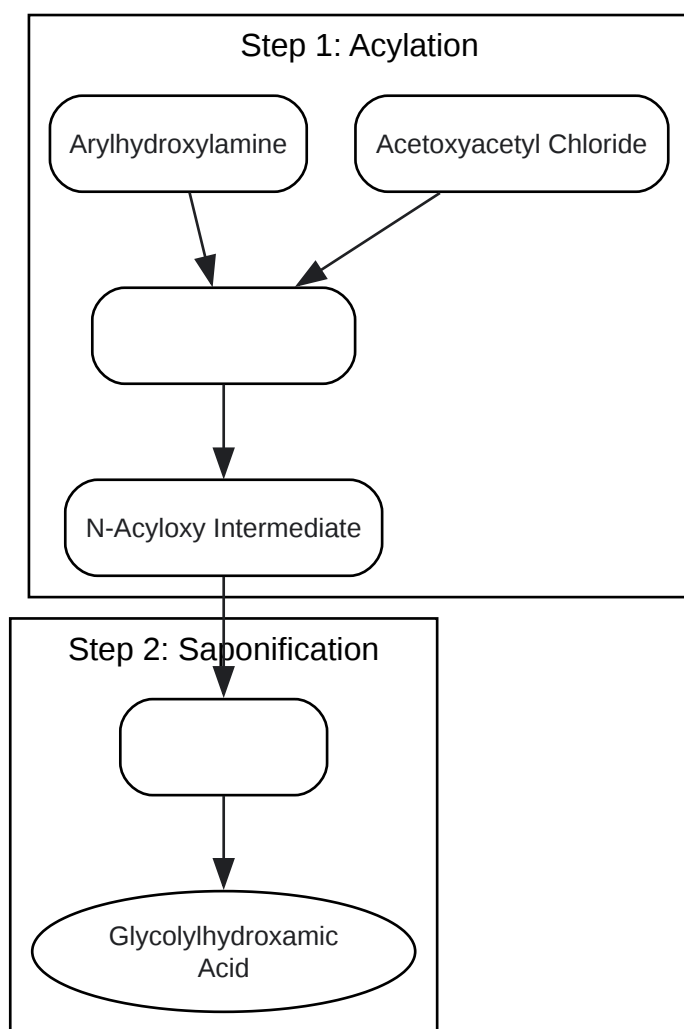 Step 1: Acylation
Arylhydroxylamine
Acetoxyacetyl Chloride
N-Acyloxy Intermediate
Step 2: Saponification
Glycolylhydroxamic
Acid